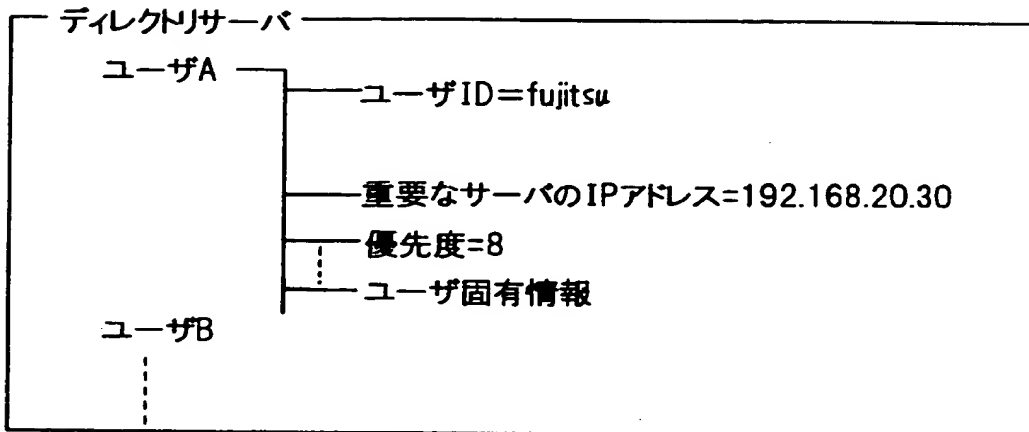 ディレクトリサーバ
ユーザA
ユーザID=fujitsu
重要なサーバのIPアドレス=192.168.20.30
優先度=8
ユーザ固有情報
ユーザB